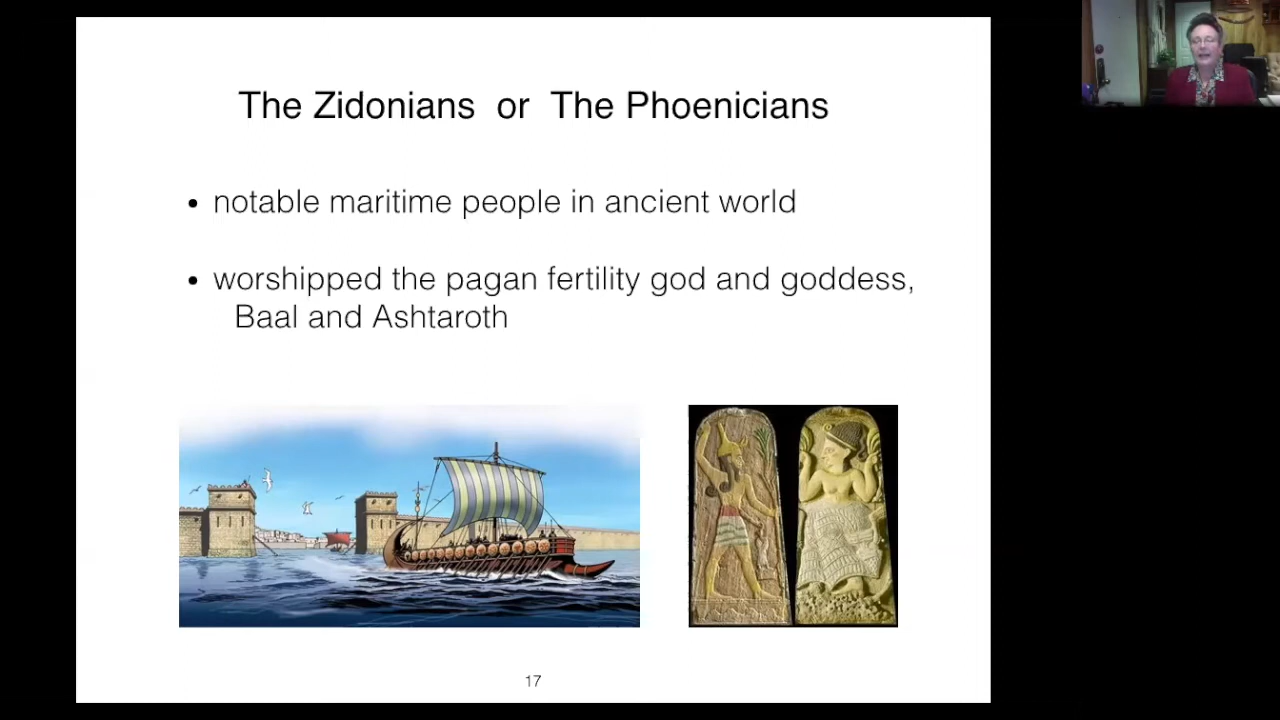 The Zidonians or The Phoenicians
• notable maritime people in ancient world
• worshipped the pagan fertility god and goddess,
Baal and Ashtaroth
17